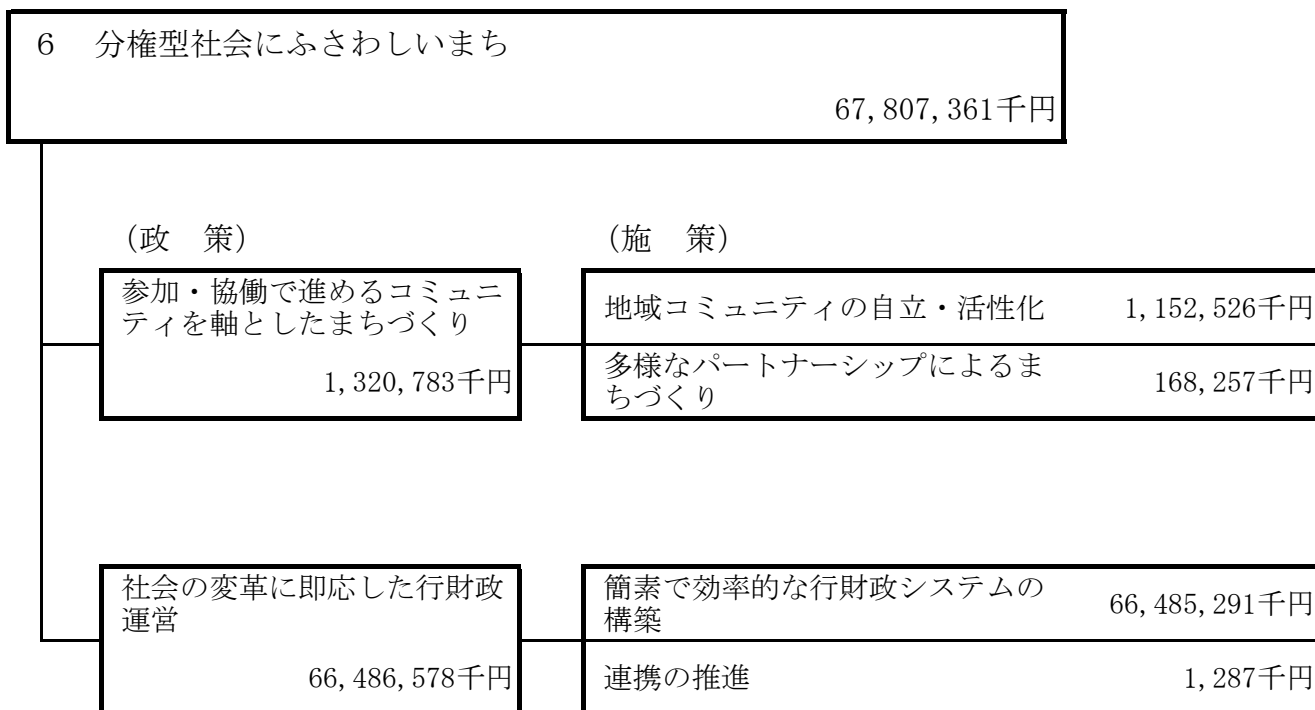 ６　分権型社会にふさわしいまち
67,807,361千円
（政　策）
（施　策）
参加・協働で進めるコミュニ
ティを軸としたまちづくり
1,320,783千円
地域コミュニティの自立・活性化　1,152,526千円
多様なパートナーシップによるま
ちづくり
168,257千円
社会の変革に即応した行財政
運営
66,486,578千円
簡素で効率的な行財政システムの
構築
66,485,291千円
連携の推進　1,287千円